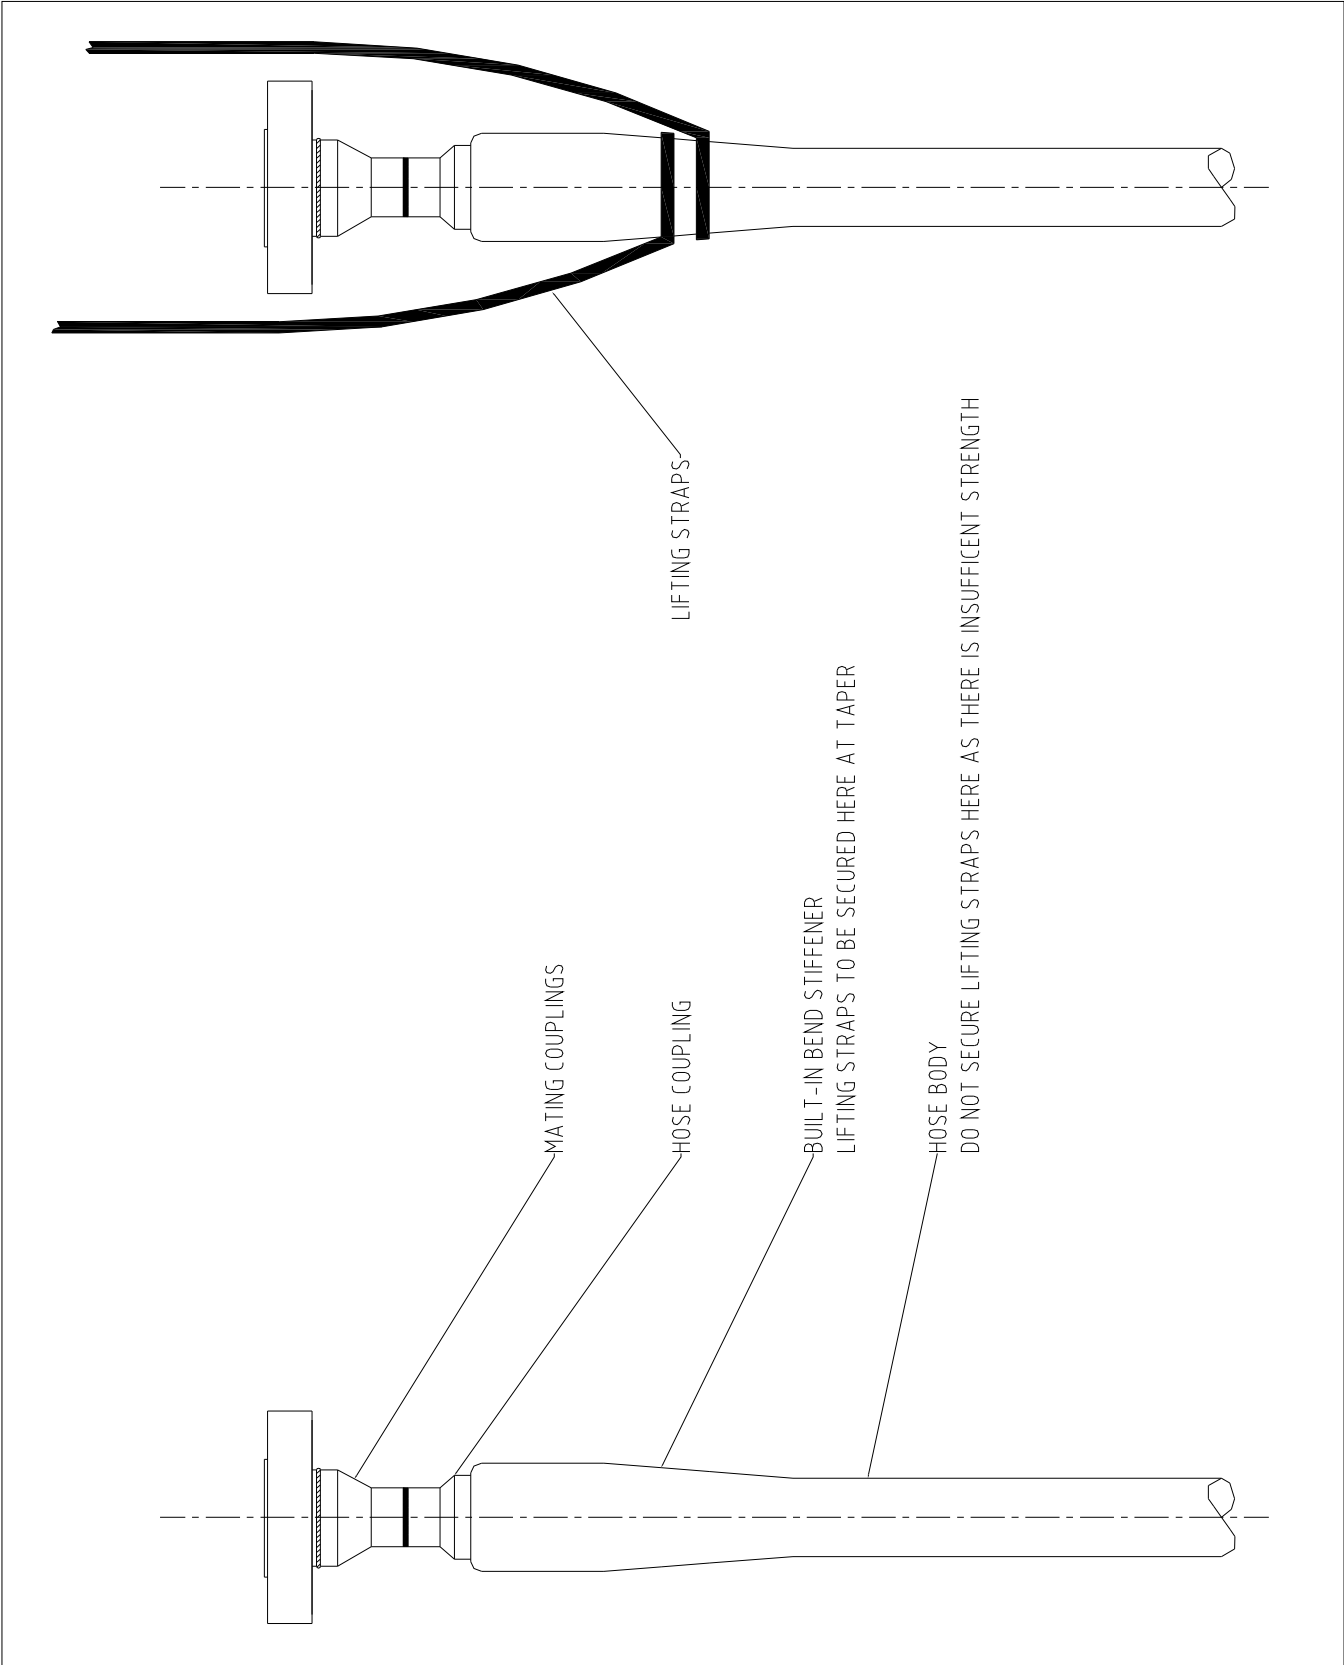 MATING COUPLINGS
HOSE COUPLING
BUILT-IN BEND STIFFENER
LIFTING STRAPS TO BE SECURED HERE AT TAPER
HOSE BODY
DO NOT SECURE LIFTING STRAPS HERE AS THERE IS INSUFFICENT STRENGTH
LIFTING STRAPS